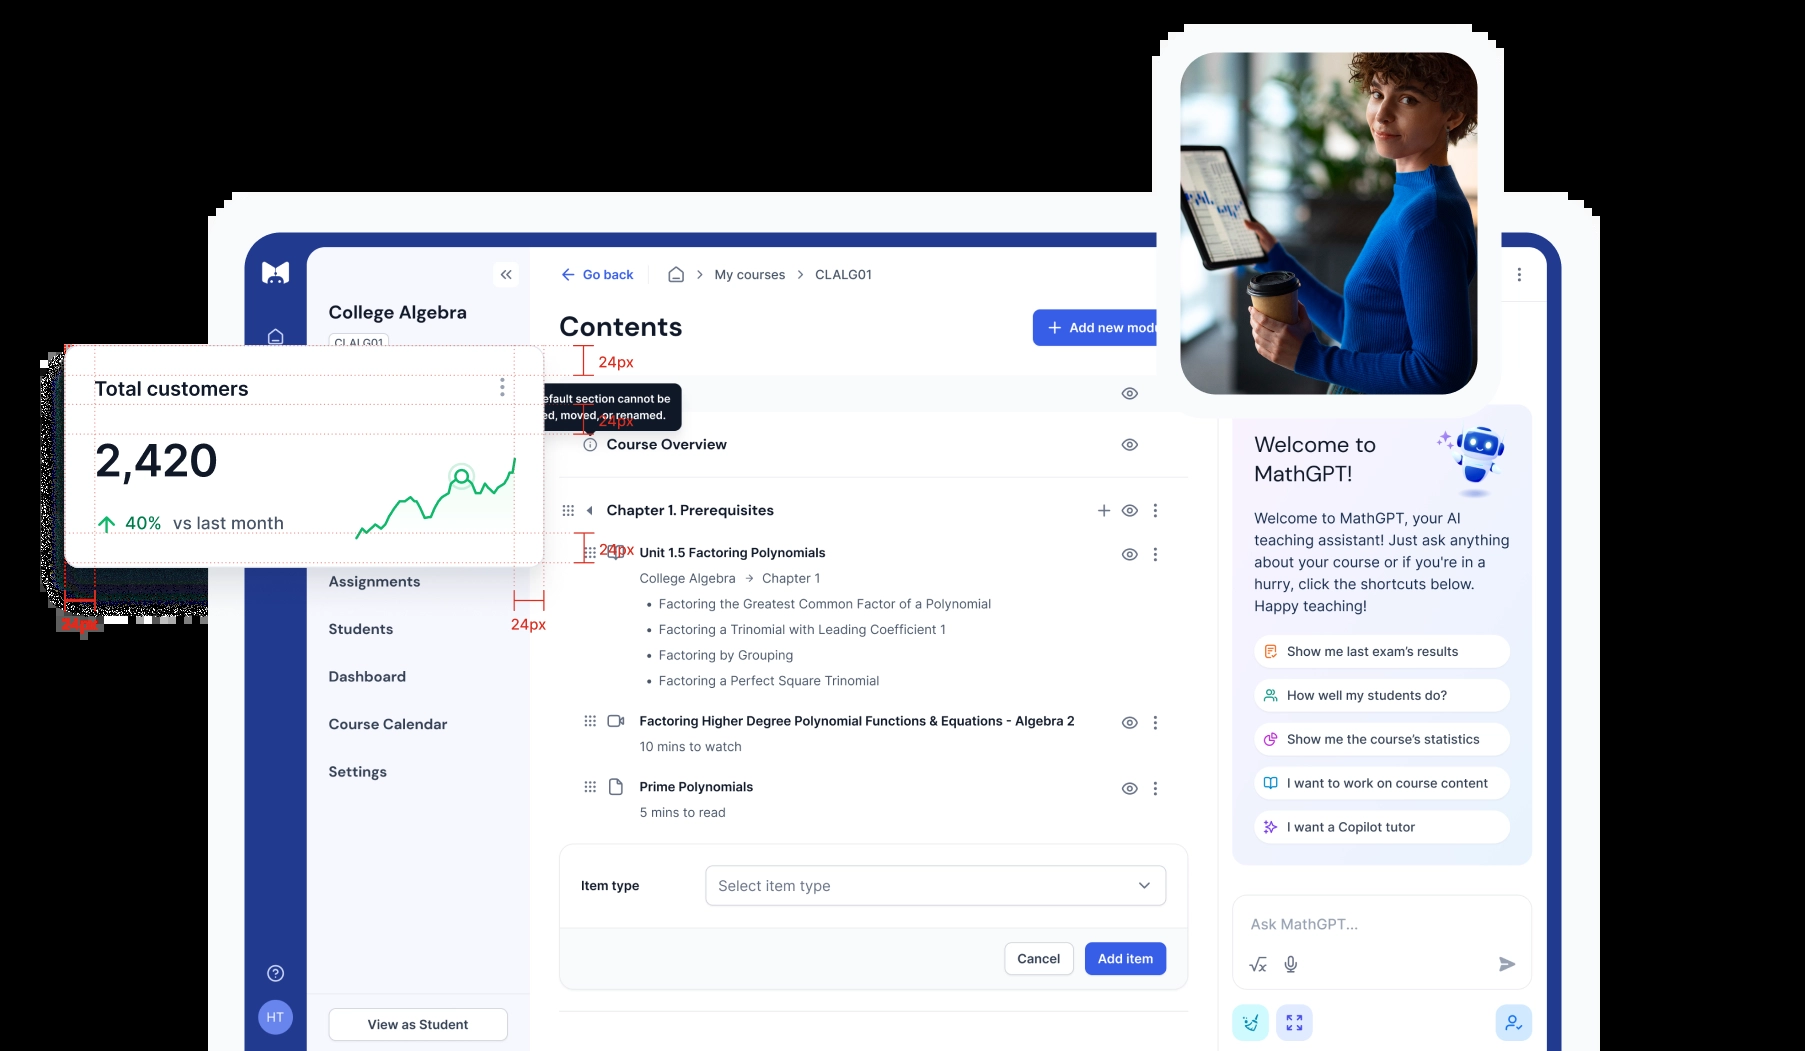 Go back
My courses
CLALG01
College Algebra
CLALG01
Contents
Add new modu
24px
Total customers
efault section cannot be
ed, moved, or renamed.
24px
Course Overview
2,420
40% vs last month
Chapter 1. Prerequisites
24px
Unit 1.5 Factoring Polynomials
College Algebra → Chapter 1
• Factoring the Greatest Common Factor of a Polynomial
• Factoring a Trinomial with Leading Coefficient 1
• Factoring by Grouping
• Factoring a Perfect Square Trinomial
24px
24px
Assignments
Students
Dashboard
Course Calendar
Settings
Factoring Higher Degree Polynomial Functions & Equations - Algebra 2
10 mins to watch
Prime Polynomials
5 mins to read
Item type
Select item type
Cancel
Add item
HT
View as Student
Welcome to
MathGPT!
Welcome to MathGPT, your AI
teaching assistant! Just ask anything
about your course or if you're in a
hurry, click the shortcuts below.
Happy teaching!
Show me last exam's results
How well my students do?
Show me the course's statistics
I want to work on course content
I want a Copilot tutor
Ask MathGPT...
√x